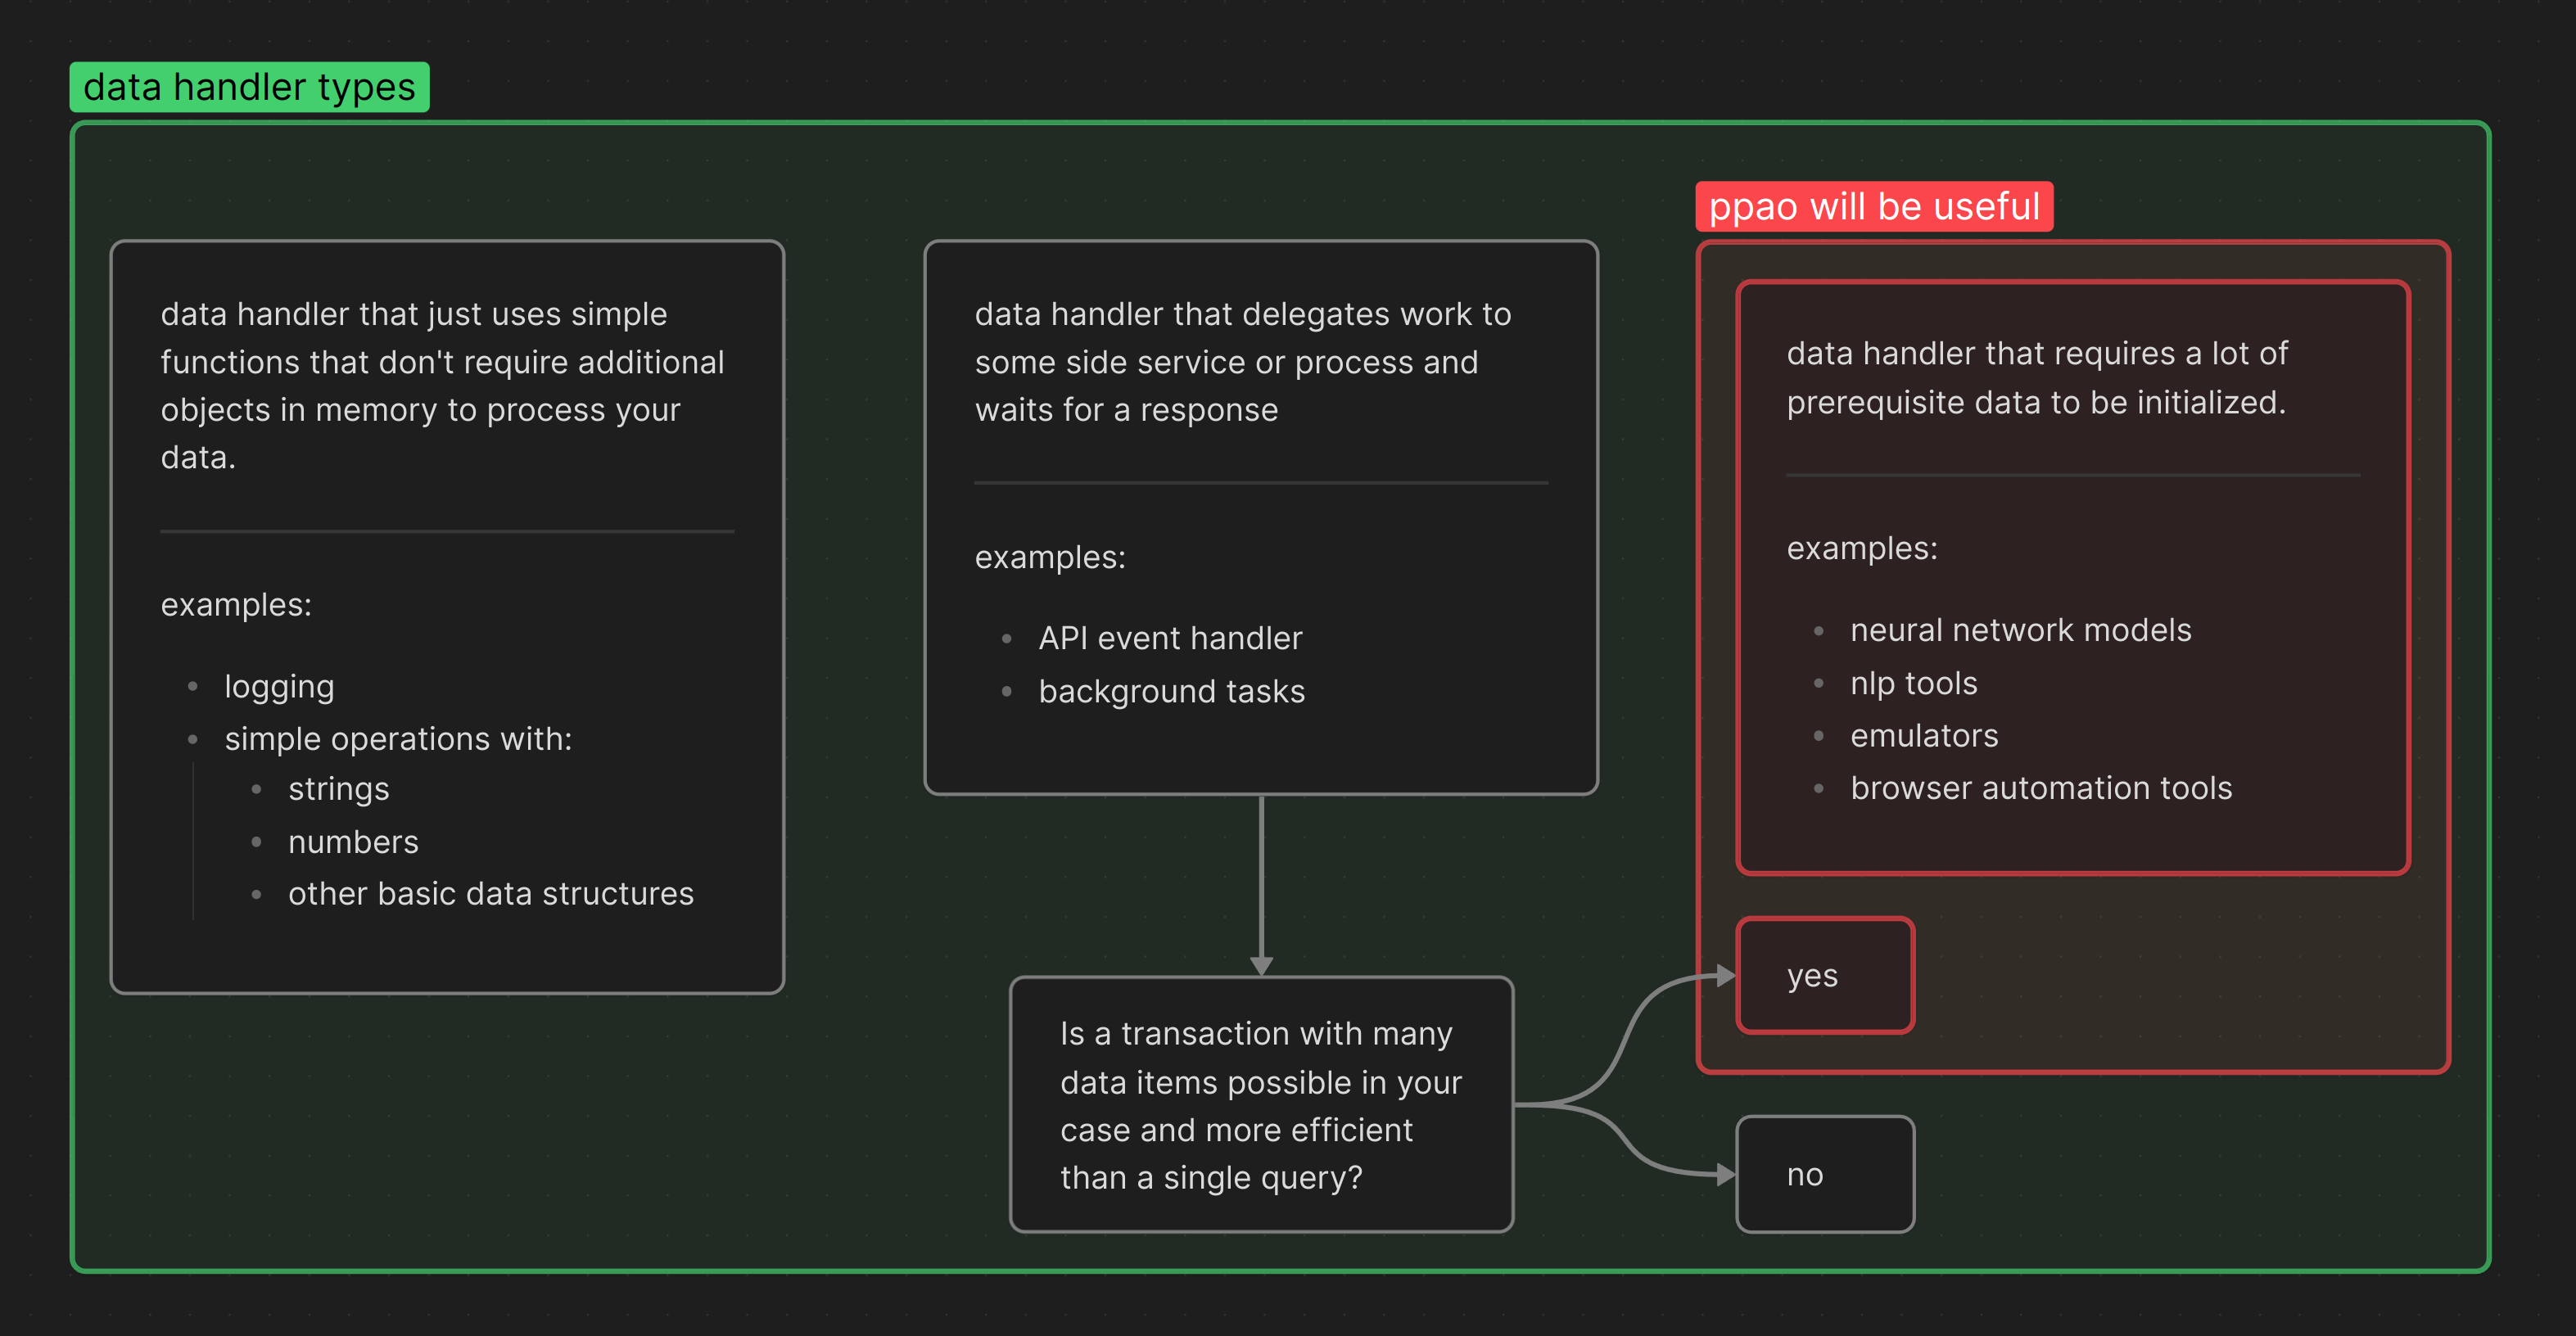 data handler types
data handler that just uses simple
functions that don't require additional
objects in memory to process your
data.
examples:
logging
simple operations with:
strings
numbers
other basic data structures
data handler that delegates work to
some side service or process and
waits for a response
examples:
API event handler
background tasks
Is a transaction with many
data items possible in your
case and more efficient
than a single query?
ppao will be useful
data handler that requires a lot of
prerequisite data to be initialized.
examples:
neural network models
nlp tools
emulators
browser automation tools
yes
no